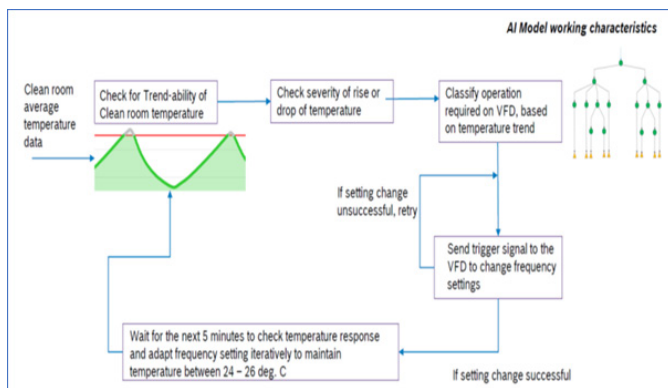 AI Model working characteristics
Clean room
average
temperature
data
Check for Trend-ability of
Clean room temperature
Check severity of rise or
drop of temperature
Classify operation
required on VFD, based
on temperature trend
If setting change
unsuccessful, retry
Send trigger signal to the
VFD to change frequency
settings
Wait for the next 5 minutes to check temperature response
and adapt frequency setting iteratively to maintain
temperature between 24 – 26 deg. C
If setting change successful